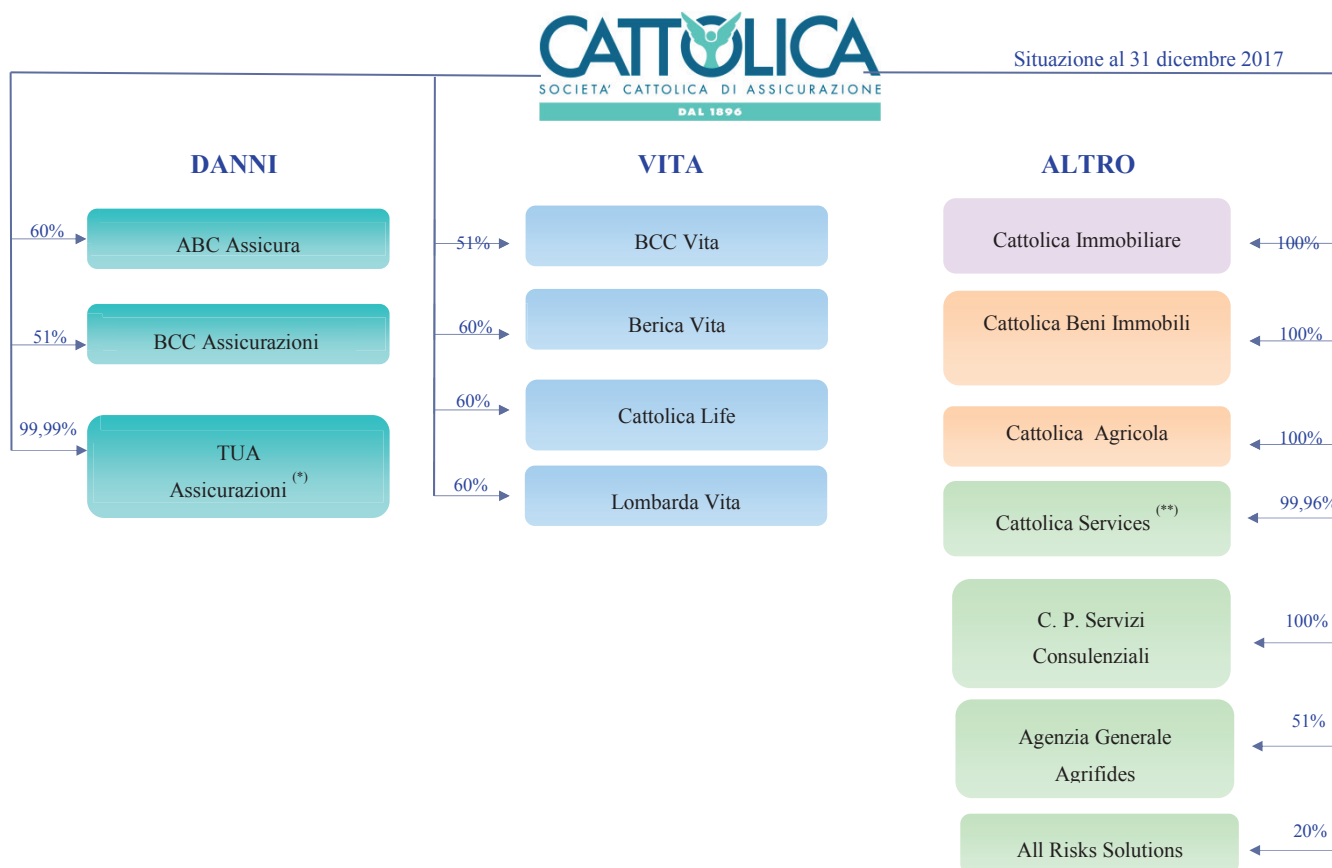 CATTOLICA
SOCIETA' CATTOLICA DI ASSICURAZIONE
DAL 1896
Situazione al 31 dicembre 2017
DANNI
60%
ABC Assicura
51%
BCC Assicurazioni
99,99%
TUA
Assicurazioni (*)
VITA
51%
BCC Vita
60%
Berica Vita
60%
Cattolica Life
60%
Lombarda Vita
ALTRO
Cattolica Immobiliare
100%
Cattolica Beni Immobili
100%
Cattolica Agricola
100%
Cattolica Services (**)
99,96%
C. P. Servizi
Consulenziali
100%
Agenzia Generale
Agrifides
51%
All Risks Solutions
20%